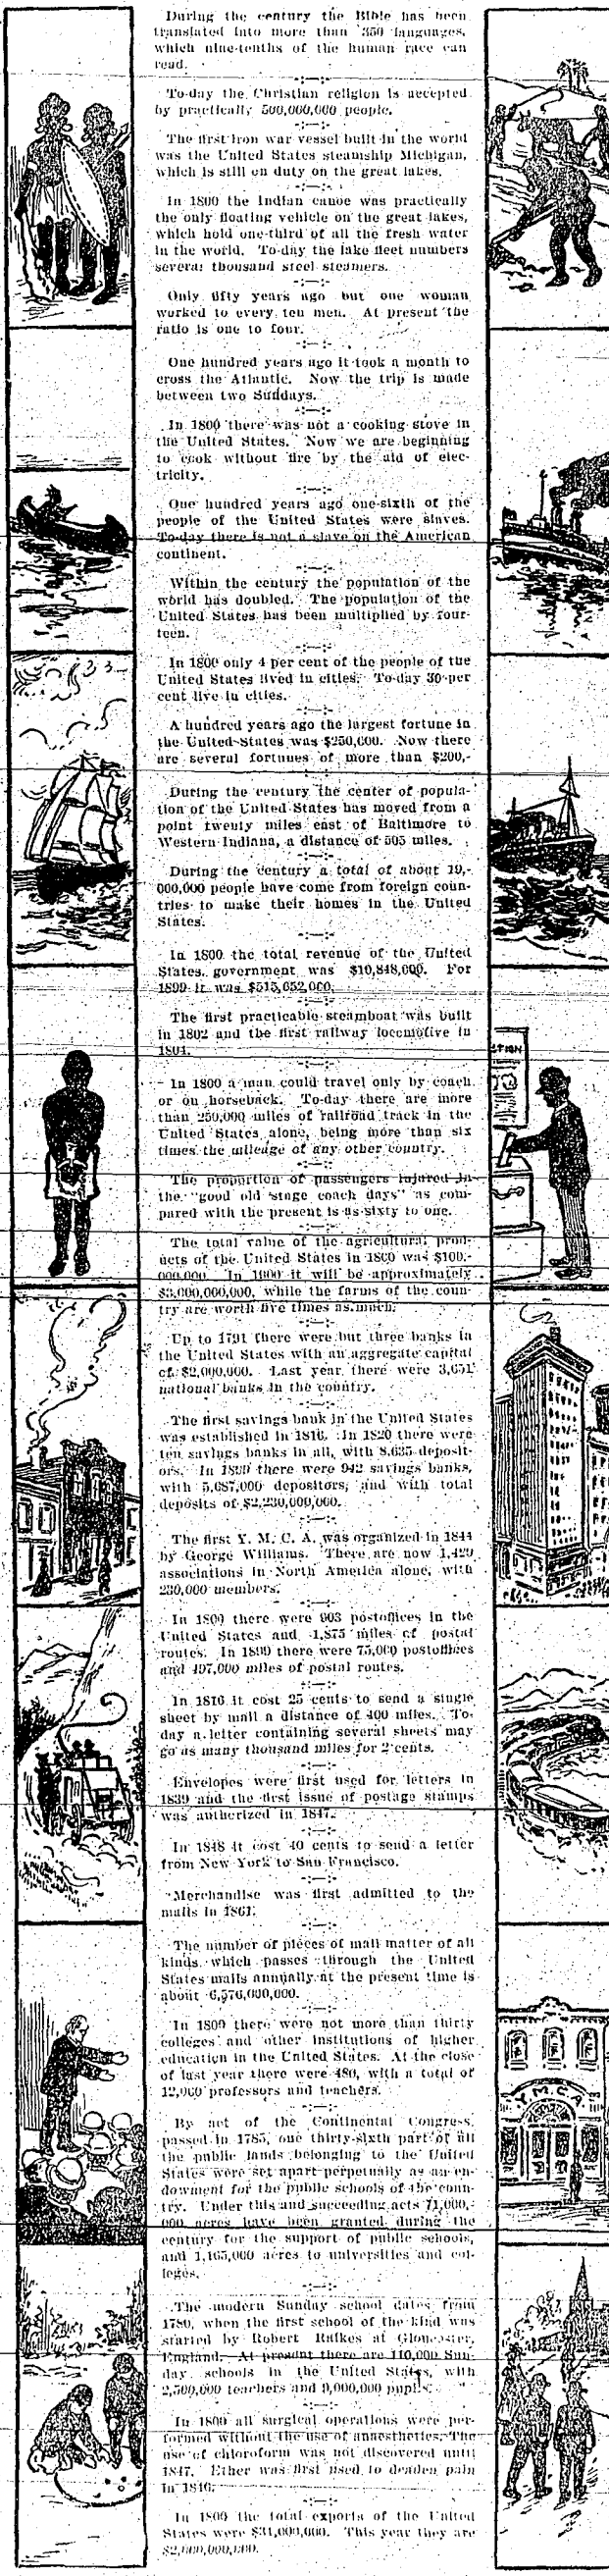 During the century the Bible has been
translated into more than 350 languages,
which nine-tenths of the human race can
read.
To-day the Christian religion is accepted
by practically 500,000,000 people.
The first iron war vessel built in the world
was the United States steamship Michigan,
which is still on duty on the great lakes.
In 1800 the Indian canoe was practically
the only floating vehicle on the great lakes,
which hold one-third of all the fresh water
in the world. To-day the lake fleet numbers
several thousand steel steamers.
Only fifty years ago but one woman
worked to every ten men. At present the
ratio is one to four.
One hundred years ago it took a month to
cross the Atlantic. Now the trip is made
between two Sundays.
In 1800 there was not a cooking stove in
the United States. Now we are beginning
to cook without fire by the aid of elec-
tricity.
One hundred years ago one-sixth of the
people of the United States were slaves.
To-day there is not a slave on the American
continent.
Within the century the population of the
world has doubled. The population of the
United States has been multiplied by four-
teen.
In 1800 only 4 per cent of the people of the
United States lived in cities. To-day 30 per
cent live in cities.
A hundred years ago the largest fortune in
the United States was $250,000. Now there
are several fortunes of more than $200,-
During the century the center of popula-
tion of the United States has moved from a
point twenty miles east of Baltimore to
Western Indiana, a distance of 505 miles.
During the century a total of about 19,-
000,000 people have come from foreign coun-
tries to make their homes in the United
States.
In 1800 the total revenue of the United
States government was $10,848,000. For
1899 it was $515,652,000.
The first practicable steamboat was built
in 1802 and the first railway locomotive in
1804.
In 1800 a man could travel only by coach
or on horseback. To-day there are more
than 250,000 miles of railroad track in the
United States alone, being more than six
times the mileage of any other country.
The proportion of passengers injured in
the "good old stage coach days" as com-
pared with the present is as sixty to one.
The total value of the agricultural prod-
ucts of the United States in 1800 was $100,-
000,000. In 1900 it will be approximately
$3,000,000,000, while the farms of the coun-
try are worth five times as much.
Up to 1791 there were but three banks in
the United States with an aggregate capital
of $2,000,000. Last year there were 3,651
national banks in the country.
The first savings bank in the United States
was established in 1816. In 1820 there were
ten savings banks in all, with 8,635 deposit-
ors. In 1899 there were 942 savings banks,
with 5,687,000 depositors, and with total
deposits of $2,230,000,000.
The first Y. M. C. A. was organized in 1844
by George Williams. There are now 1,429
associations in North America alone, with
230,000 members.
In 1800 there were 903 postoffices in the
United States and 1,875 miles of postal
routes. In 1899 there were 75,000 postoffices
and 497,000 miles of postal routes.
In 1816 it cost 25 cents to send a single
sheet by mail a distance of 400 miles. To-
day a letter containing several sheets may
go as many thousand miles for 2 cents.
Envelopes were first used for letters in
1839 and the first issue of postage stamps
was authorized in 1847.
In 1848 it cost 40 cents to send a letter
from New York to San Francisco.
Merchandise was first admitted to the
mails in 1861.
The number of pieces of mail matter of all
kinds which passes through the United
States mails annually at the present time is
about 6,576,000,000.
In 1800 there were not more than thirty
colleges and other institutions of higher
education in the United States. At the close
of last year there were 480, with a total of
12,000 professors and teachers.
By act of the Continental Congress,
passed in 1785, one thirty-sixth part of all
the public lands belonging to the United
States were set apart perpetually as an en-
dowment for the public schools of the coun-
try. Under this and succeeding acts 71,000,-
000 acres have been granted during the
century for the support of public schools,
and 1,165,000 acres to universities and col-
leges.
The modern Sunday school dates from
1780, when the first school of the kind was
started by Robert Raikes at Gloucester,
England. At present there are 110,000 Sun-
day schools in the United States, with
2,500,000 teachers and 9,000,000 pupils.
In 1800 all surgical operations were per-
formed without the use of anaesthetics. The
use of chloroform was not discovered until
1847. Ether was first used to deaden pain
in 1846.
In 1800 the total exports of the United
States were $31,000,000. This year they are
$2,000,000,000.
Y.M.C.A.